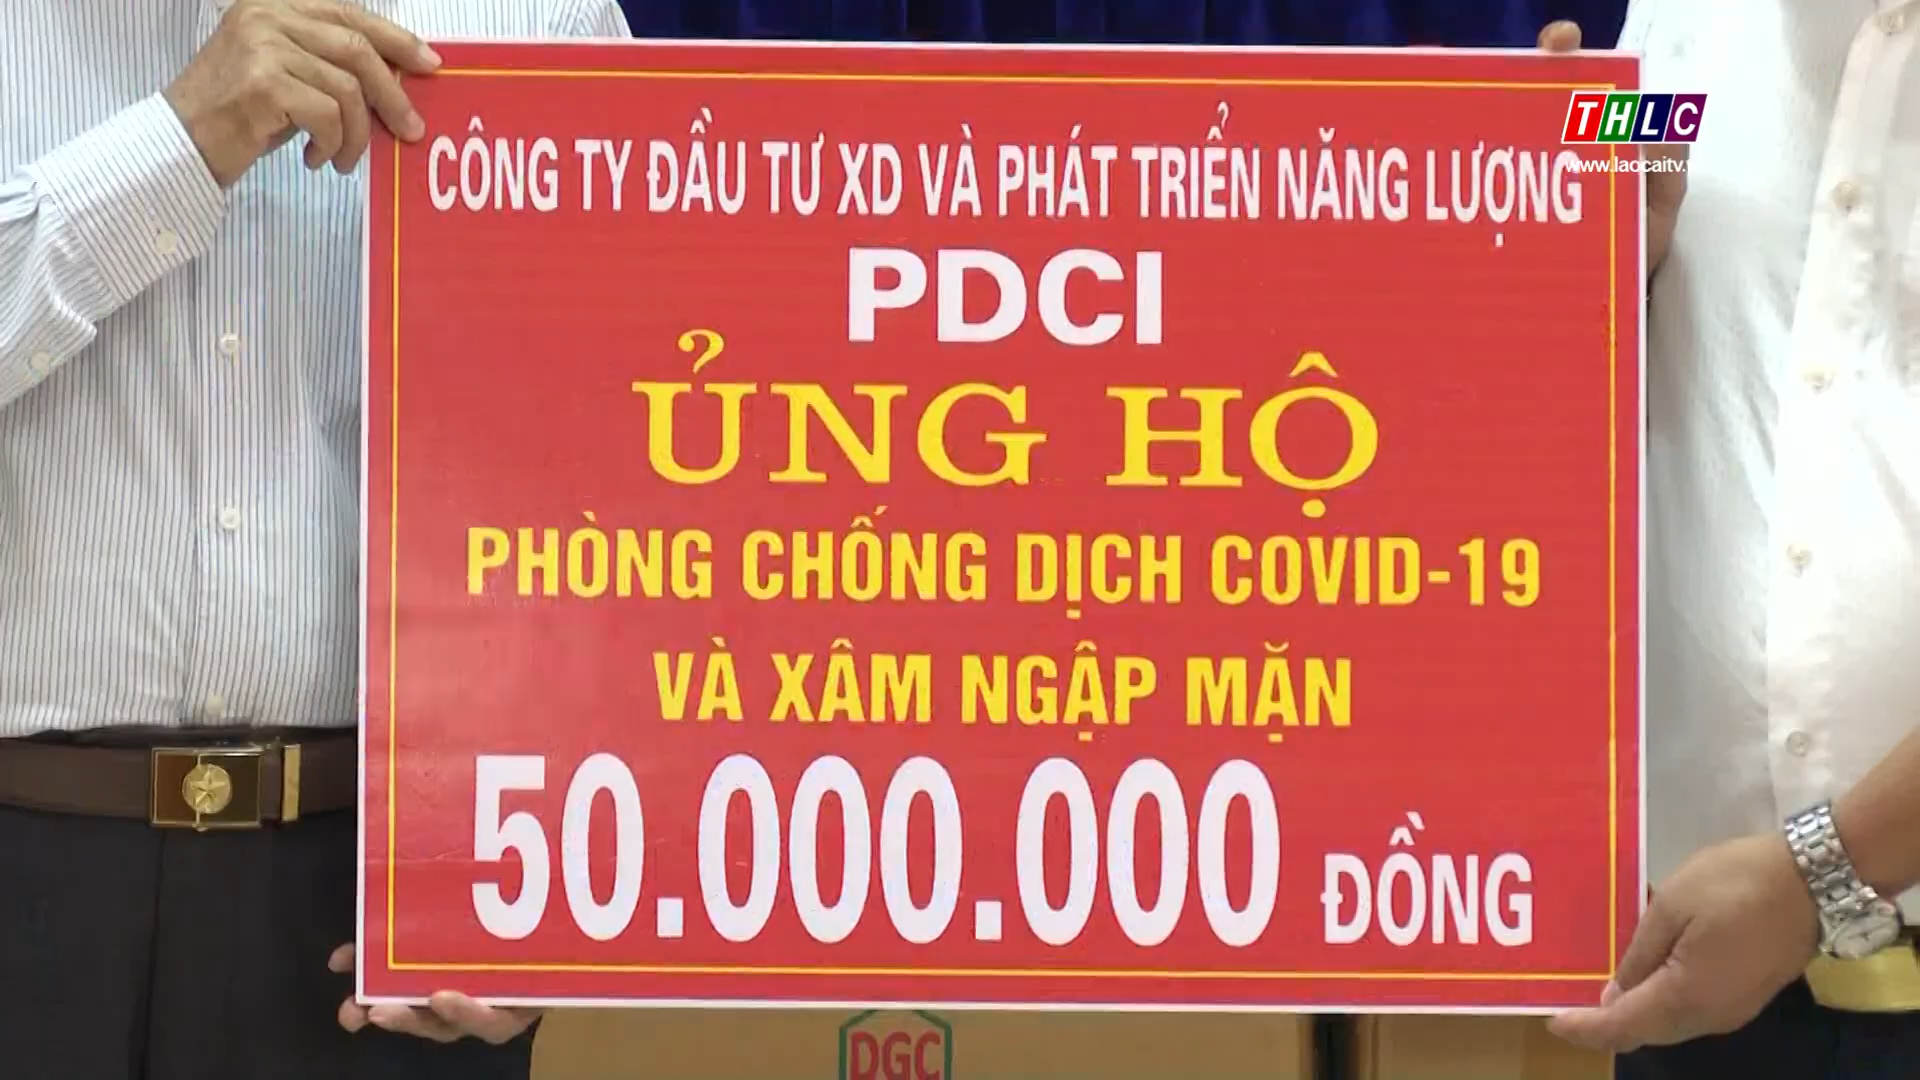 THLC
www.laocaitv.
CÔNG TY ĐẦU TƯ XD VÀ PHÁT TRIỂN NĂNG LƯỢNG
PDCI
ỦNG HỘ
PHÒNG CHỐNG DỊCH COVID-19
VÀ XÂM NGẬP MẶN
50.000.000 ĐỒNG
DGC